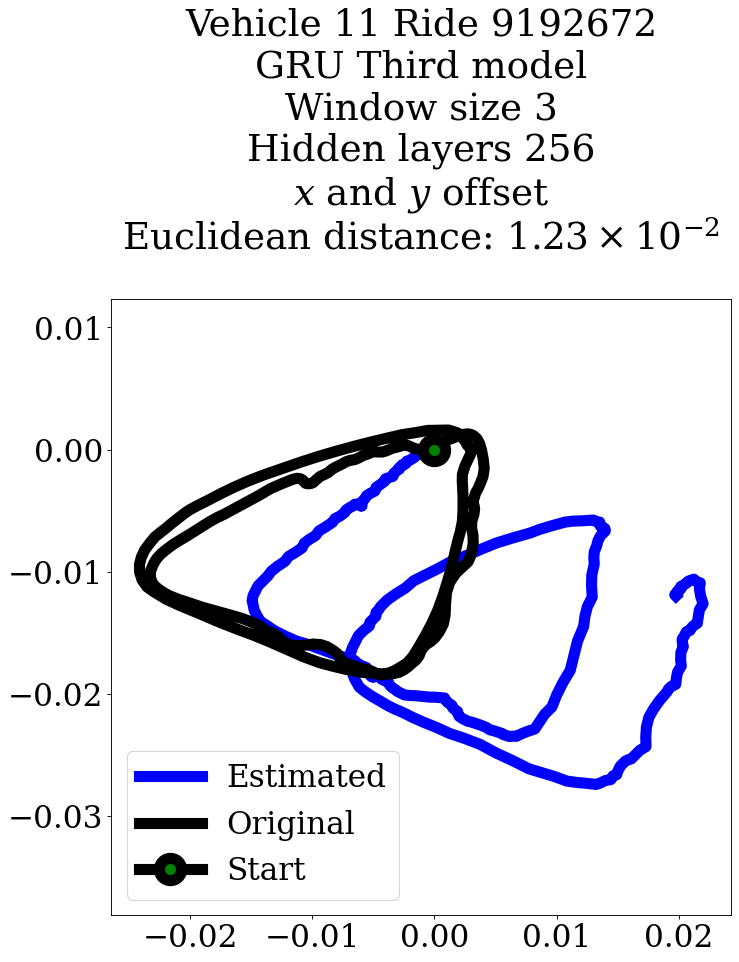 Vehicle 11 Ride 9192672
GRU Third model
Window size 3
Hidden layers 256
x and y offset
Euclidean distance: 1.23 × 10⁻²
0.01
0.00
−0.01
−0.02
−0.03
Estimated
Original
Start
−0.02 −0.01 0.00 0.01 0.02